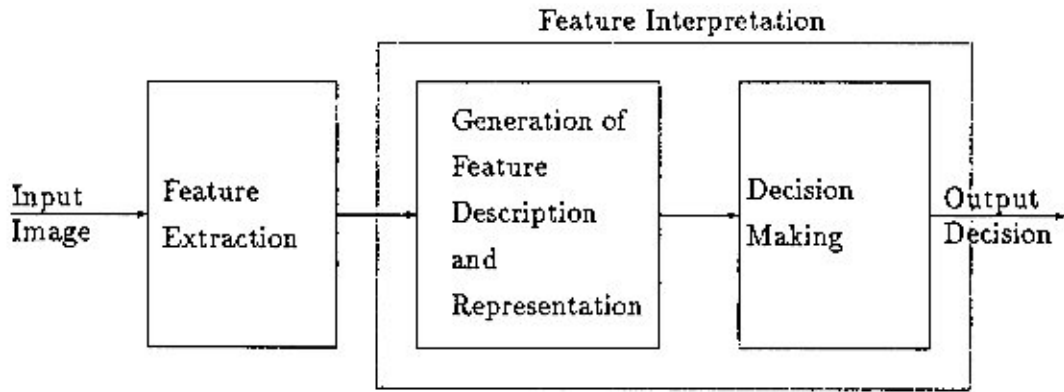 Feature Interpretation
Input
Image
Feature
Extraction
Generation of
Feature
Description
and
Representation
Decision
Making
Output
Decision